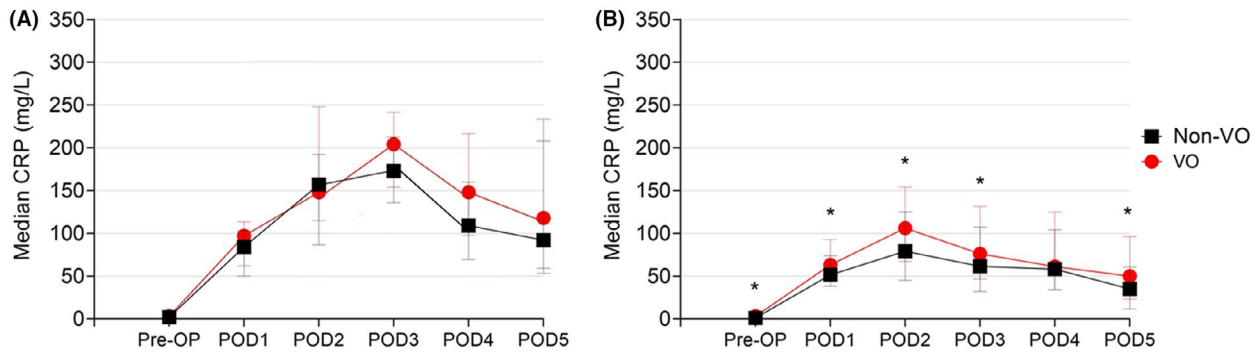 (A)
Median CRP (mg/L)
350
300
250
200
150
100
50
0
Pre-OP POD1 POD2 POD3 POD4 POD5
(B)
Median CRP (mg/L)
350
300
250
200
150
100
50
0
* * * * *
Pre-OP POD1 POD2 POD3 POD4 POD5
Non-VO
VO